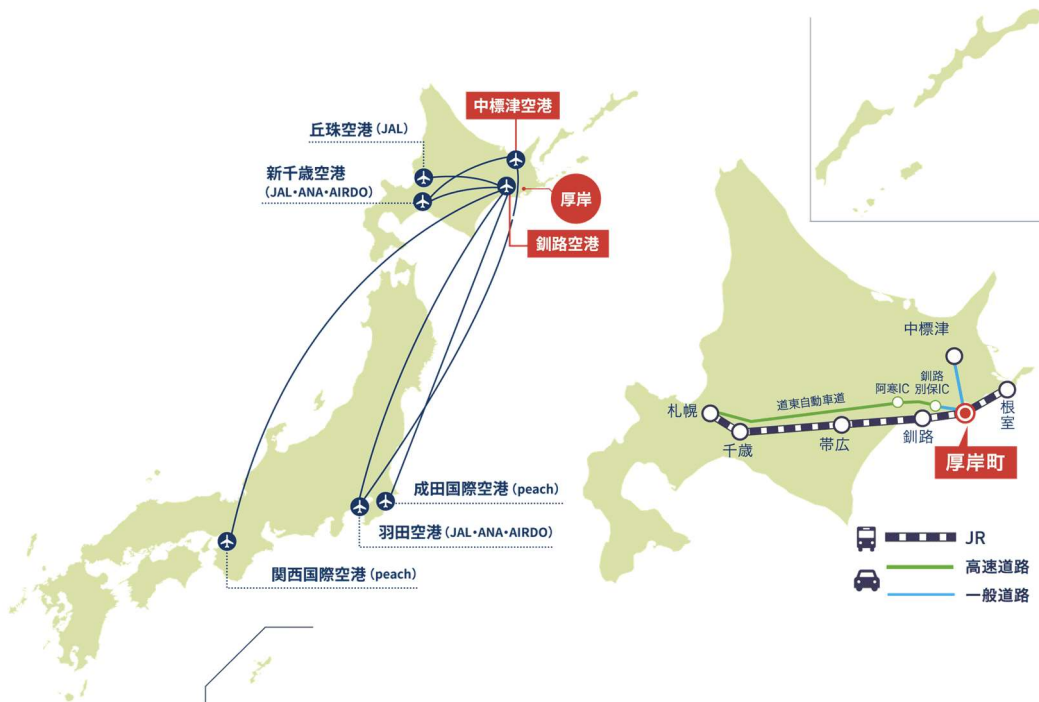 中標津空港
丘珠空港（JAL）
新千歳空港
（JAL・ANA・AIRDO）
厚岸
釧路空港
成田国際空港（peach）
羽田空港（JAL・ANA・AIRDO）
関西国際空港（peach）
中標津
釧路
別保IC
阿寒IC
道東自動車道
札幌
千歳
帯広
釧路
根室
厚岸町
JR
高速道路
一般道路